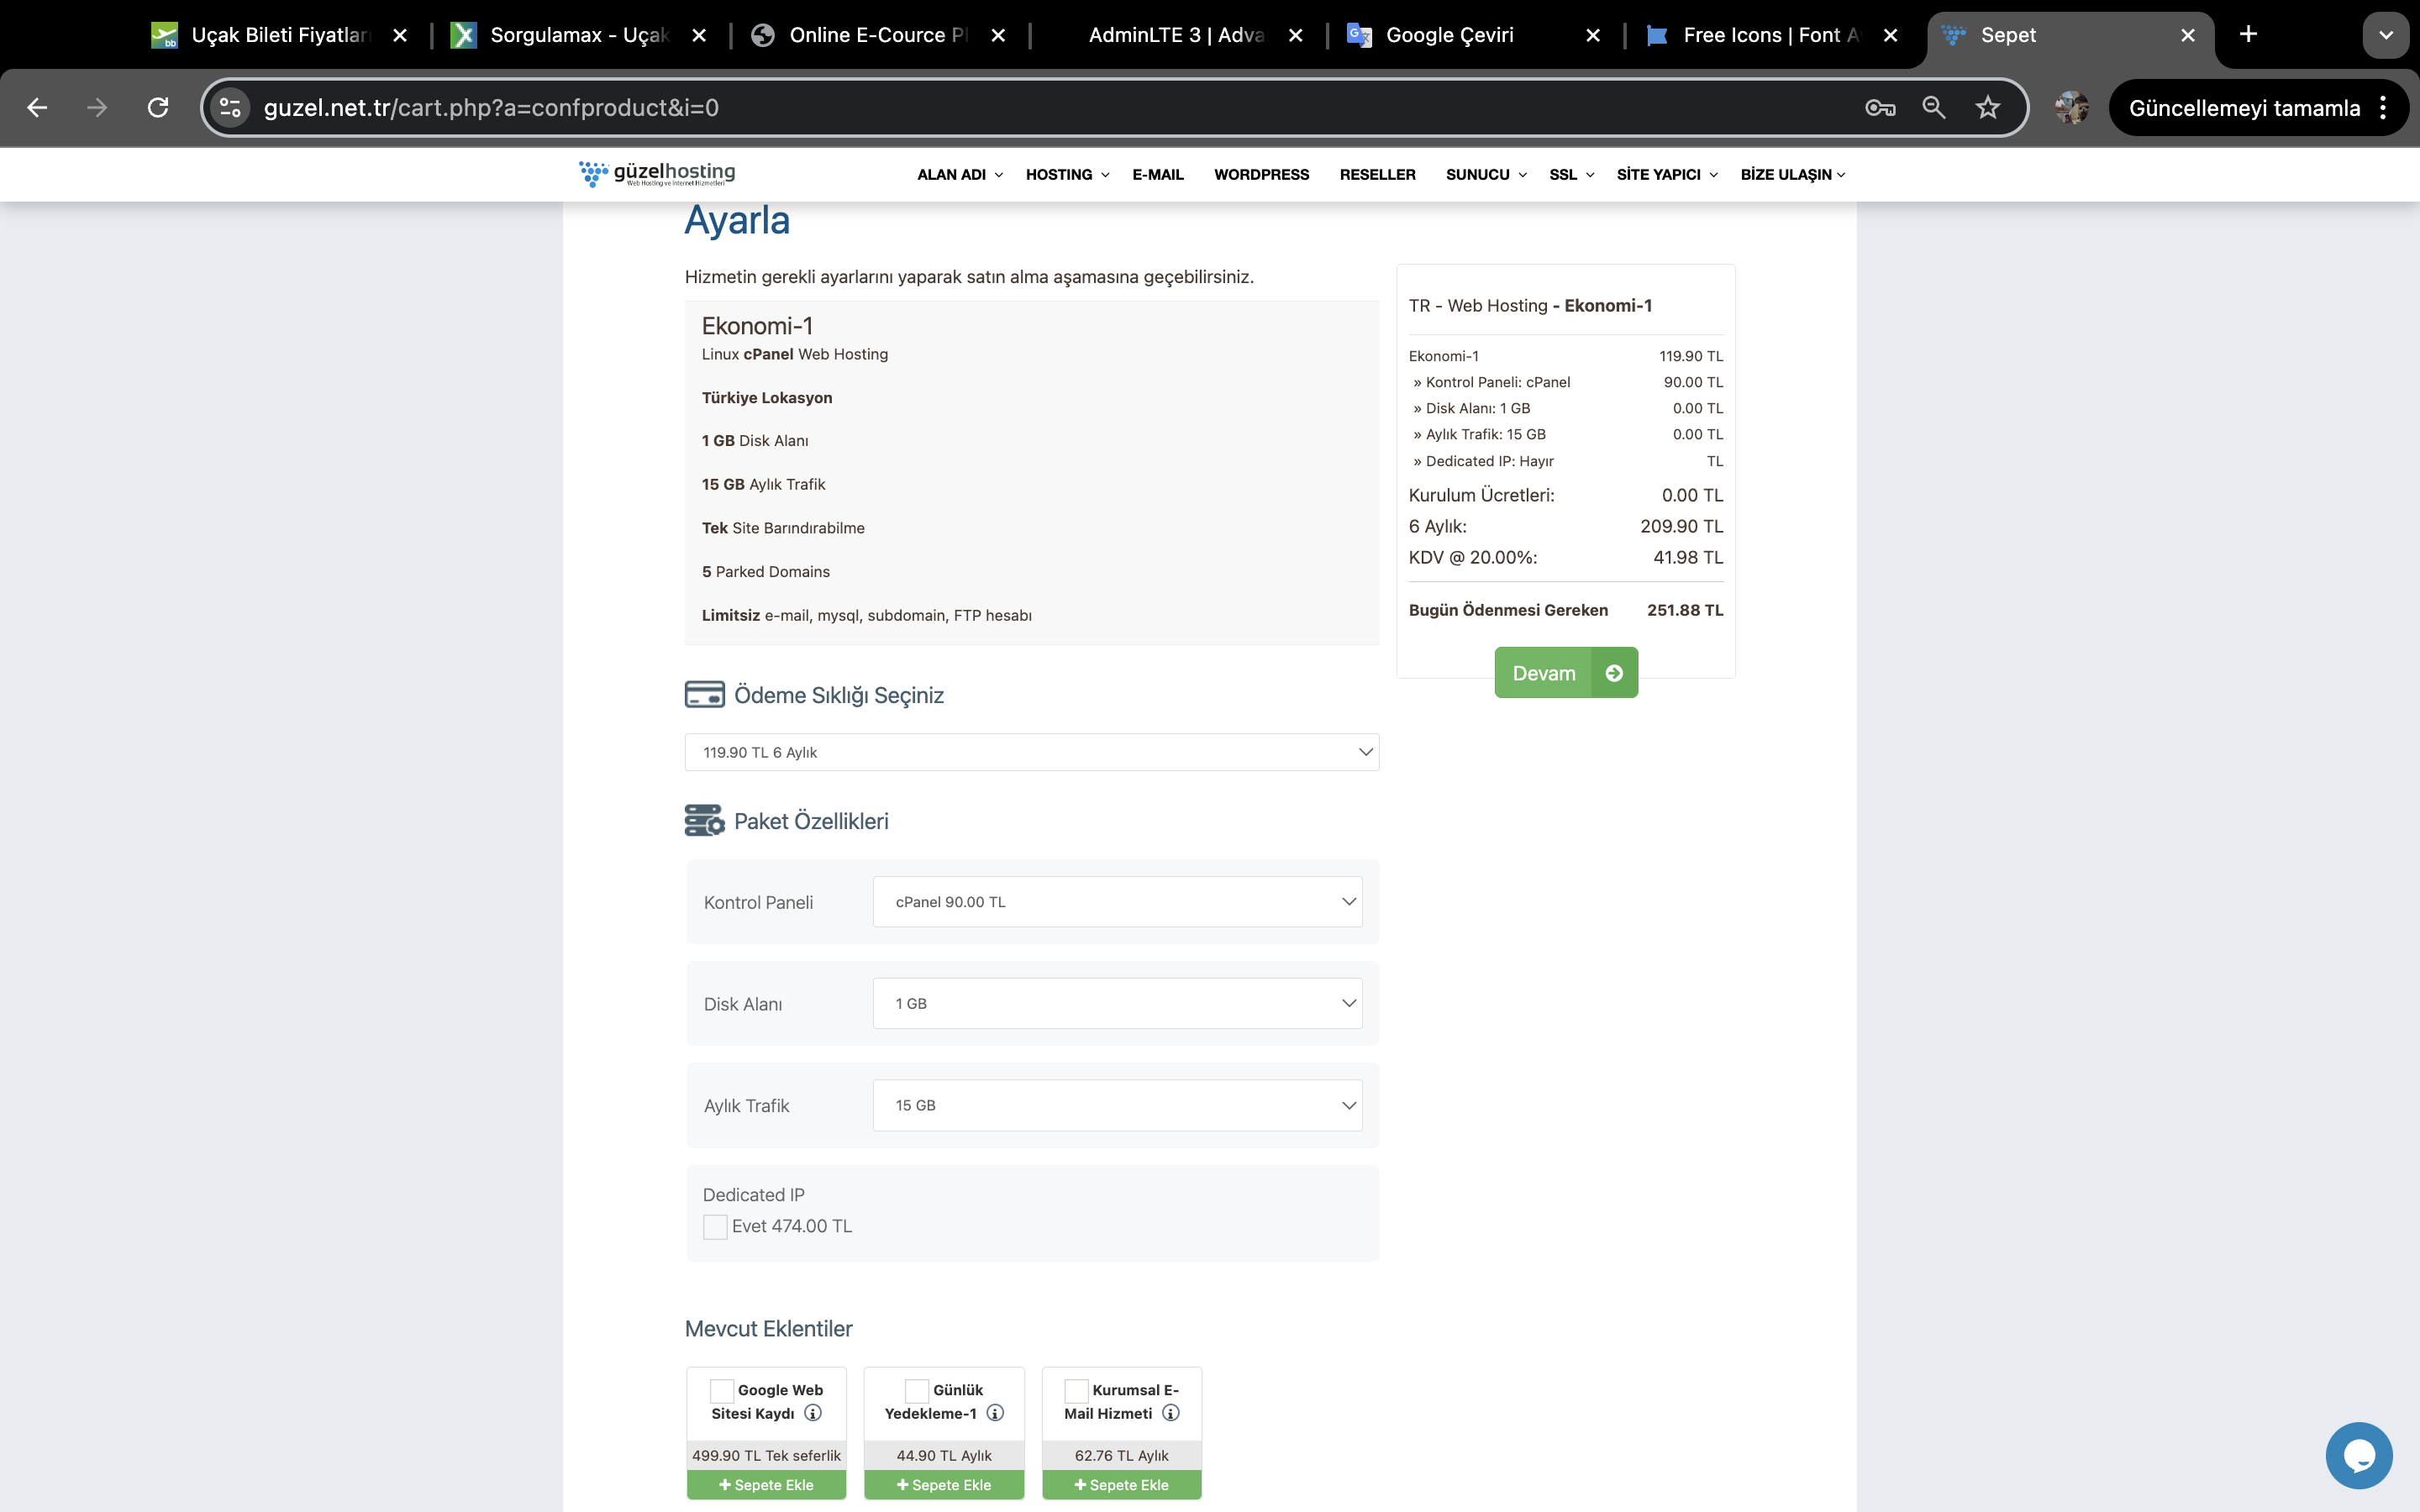 Uçak Bileti Fiyatları
Sorgulamax - Uçak
Online E-Cource Pl
AdminLTE 3 | Adva
Google Çeviri
Free Icons | Font A
Sepet
guzel.net.tr/cart.php?a=confproduct&i=0
Güncellemeyi tamamla
güzelhosting
Web Hosting ve İnternet Hizmetleri
ALAN ADI
HOSTING
E-MAIL
WORDPRESS
RESELLER
SUNUCU
SSL
SİTE YAPICI
BİZE ULAŞIN
Ayarla
Hizmetin gerekli ayarlarını yaparak satın alma aşamasına geçebilirsiniz.
Ekonomi-1
Linux cPanel Web Hosting
Türkiye Lokasyon
1 GB Disk Alanı
15 GB Aylık Trafik
Tek Site Barındırabilme
5 Parked Domains
Limitsiz e-mail, mysql, subdomain, FTP hesabı
TR - Web Hosting - Ekonomi-1
Ekonomi-1 119.90 TL
» Kontrol Paneli: cPanel 90.00 TL
» Disk Alanı: 1 GB 0.00 TL
» Aylık Trafik: 15 GB 0.00 TL
» Dedicated IP: Hayır TL
Kurulum Ücretleri: 0.00 TL
6 Aylık: 209.90 TL
KDV @ 20.00%: 41.98 TL
Bugün Ödenmesi Gereken 251.88 TL
Devam
Ödeme Sıklığı Seçiniz
119.90 TL 6 Aylık
Paket Özellikleri
Kontrol Paneli
cPanel 90.00 TL
Disk Alanı
1 GB
Aylık Trafik
15 GB
Dedicated IP
Evet 474.00 TL
Mevcut Eklentiler
Google Web
Sitesi Kaydı
499.90 TL Tek seferlik
+ Sepete Ekle
Günlük
Yedekleme-1
44.90 TL Aylık
+ Sepete Ekle
Kurumsal E-
Mail Hizmeti
62.76 TL Aylık
+ Sepete Ekle